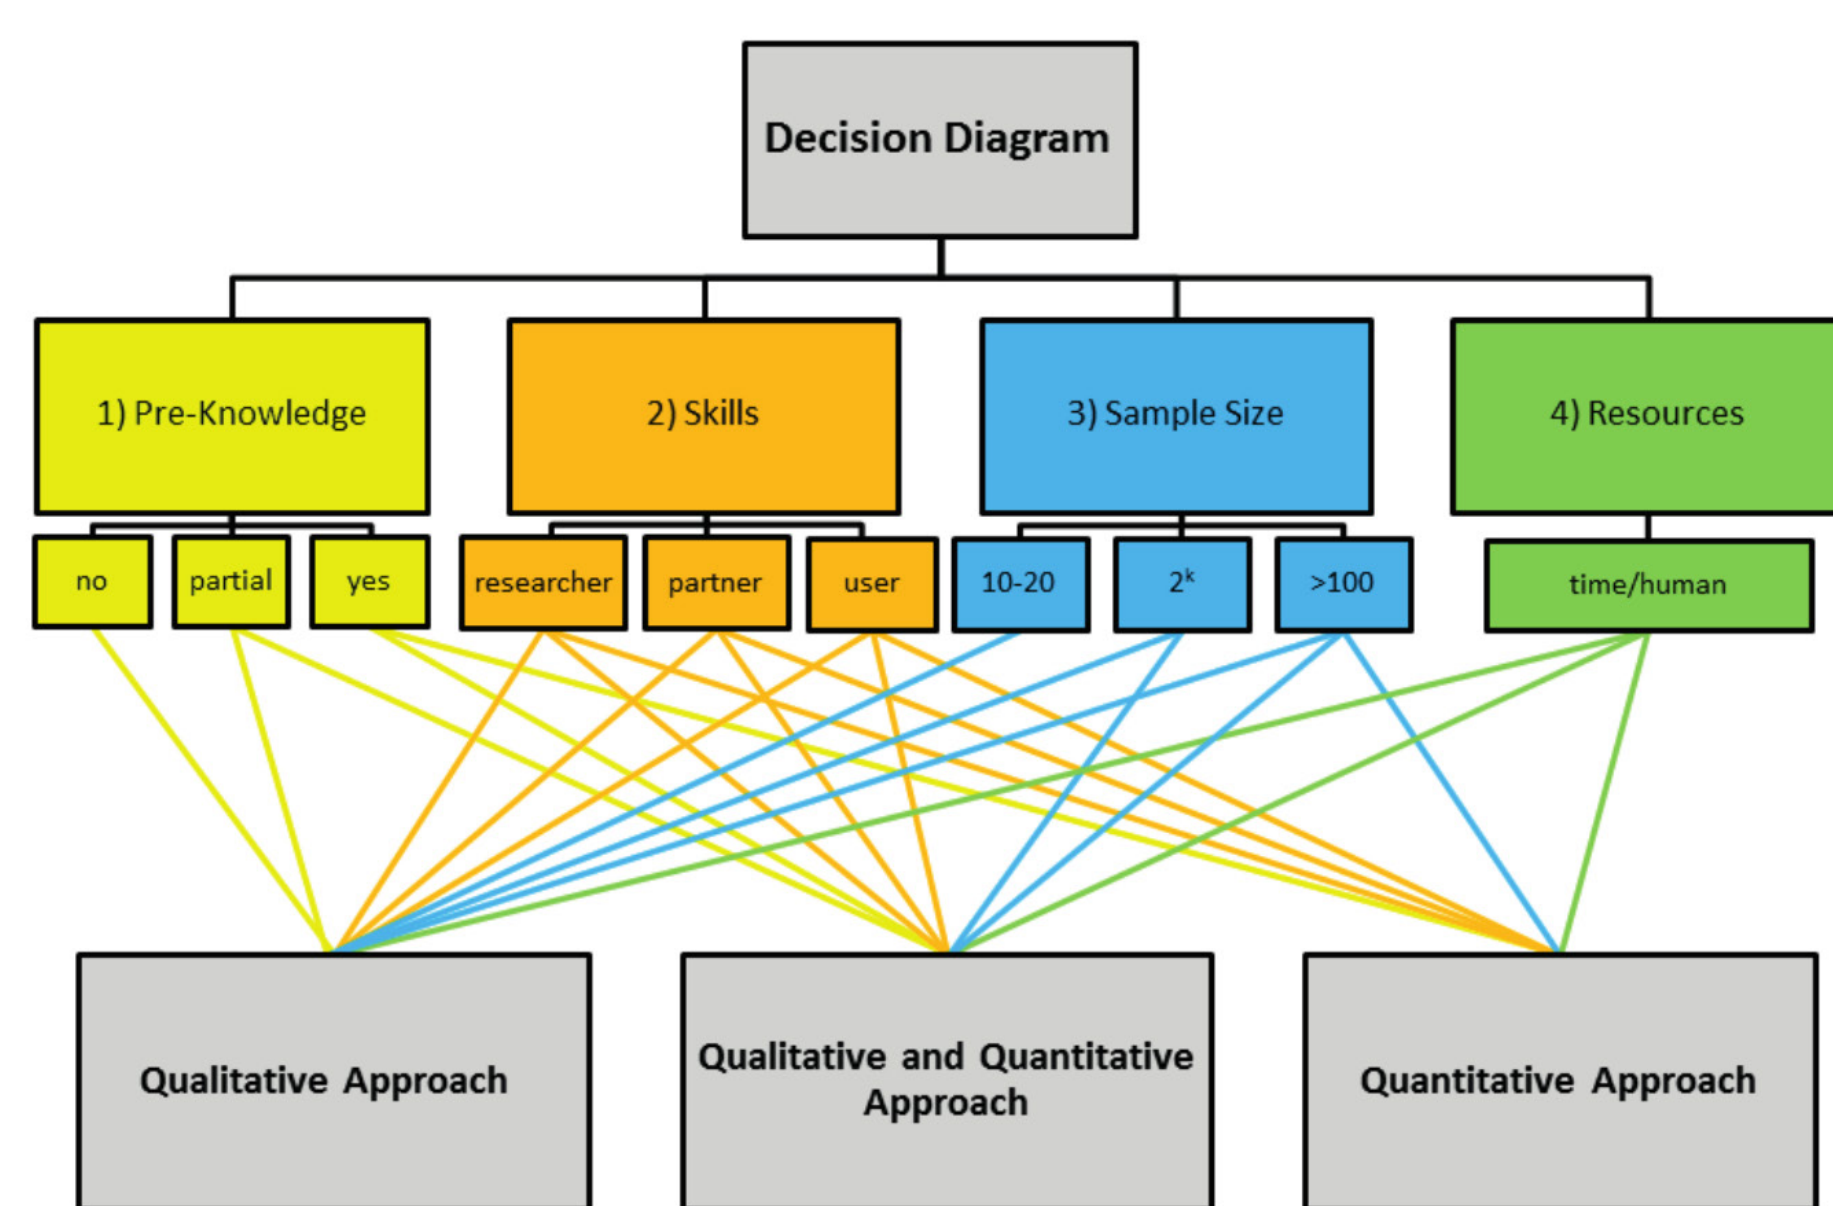 Decision Diagram
1) Pre-Knowledge
2) Skills
3) Sample Size
4) Resources
no
partial
yes
researcher
partner
user
10-20
2ᵏ
>100
time/human
Qualitative Approach
Qualitative and Quantitative
Approach
Quantitative Approach